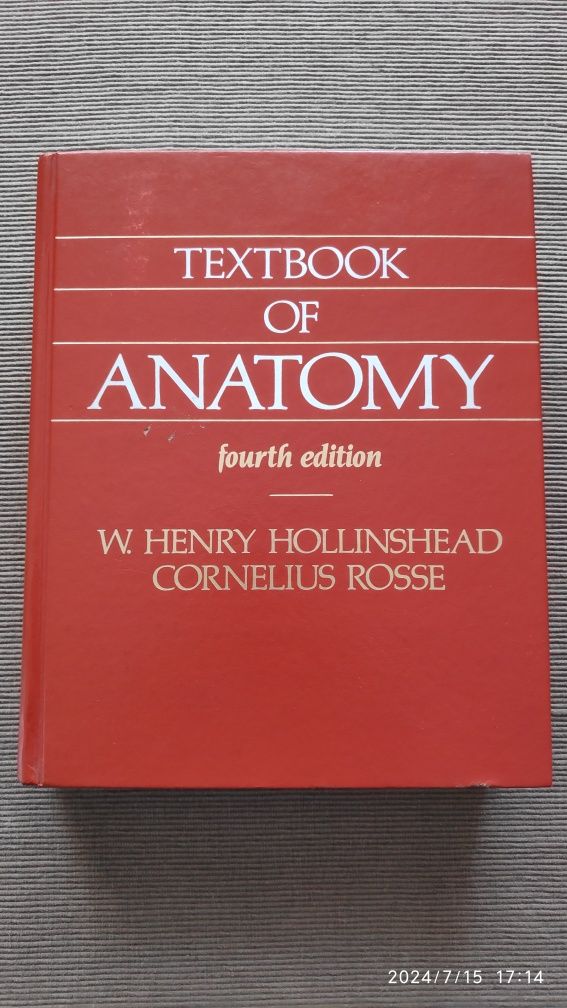 TEXTBOOK
OF
ANATOMY
fourth edition
W. HENRY HOLLINSHEAD
CORNELIUS ROSSE
2024/7/15 17:14